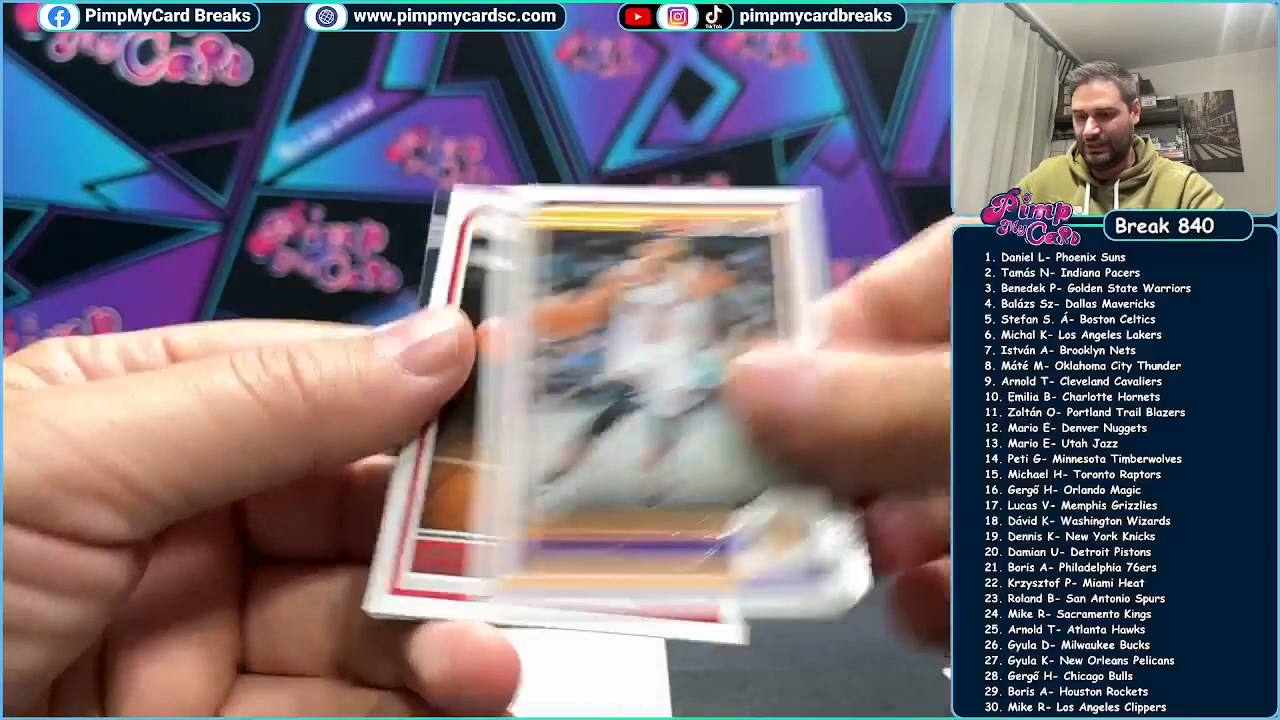 PimpMyCard Breaks
www.pimpmycardsc.com
pimpmycardbreaks
TikTok
Pimp
My CaRd
Break 840
1. Daniel L- Phoenix Suns
2. Tamás N- Indiana Pacers
3. Benedek P- Golden State Warriors
4. Balázs Sz- Dallas Mavericks
5. Stefan S. Á- Boston Celtics
6. Michal K- Los Angeles Lakers
7. István A- Brooklyn Nets
8. Máté M- Oklahoma City Thunder
9. Arnold T- Cleveland Cavaliers
10. Emilia B- Charlotte Hornets
11. Zoltán O- Portland Trail Blazers
12. Mario E- Denver Nuggets
13. Mario E- Utah Jazz
14. Peti G- Minnesota Timberwolves
15. Michael H- Toronto Raptors
16. Gergő H- Orlando Magic
17. Lucas V- Memphis Grizzlies
18. Dávid K- Washington Wizards
19. Dennis K- New York Knicks
20. Damian U- Detroit Pistons
21. Boris A- Philadelphia 76ers
22. Krzysztof P- Miami Heat
23. Roland B- San Antonio Spurs
24. Mike R- Sacramento Kings
25. Arnold T- Atlanta Hawks
26. Gyula D- Milwaukee Bucks
27. Gyula K- New Orleans Pelicans
28. Gergő H- Chicago Bulls
29. Boris A- Houston Rockets
30. Mike R- Los Angeles Clippers